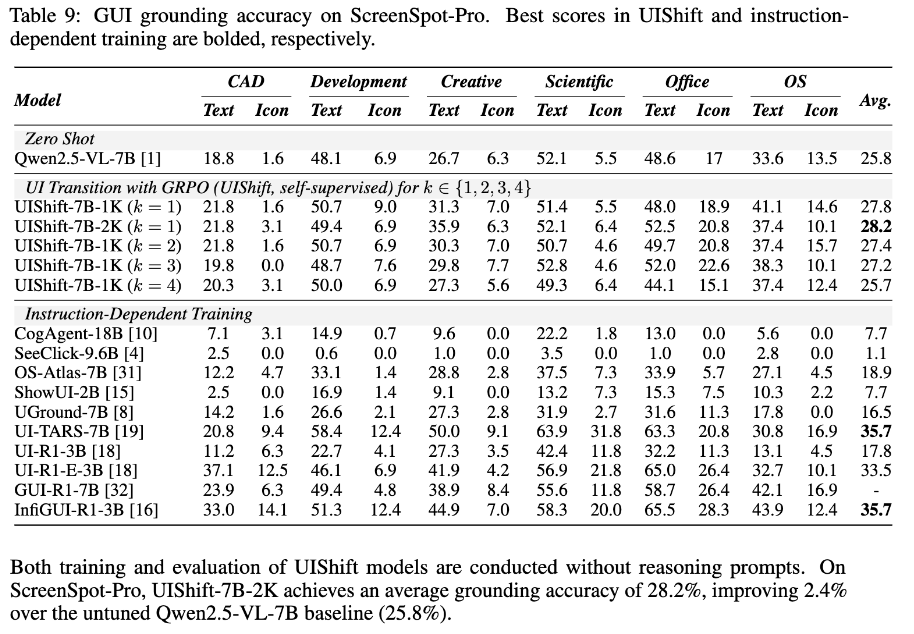 Table 9: GUI grounding accuracy on ScreenSpot-Pro. Best scores in UIShift and instruction-
dependent training are bolded, respectively.
Model CAD Development Creative Scientific Office OS Avg.
Text Icon Text Icon Text Icon Text Icon Text Icon Text Icon
Zero Shot
Qwen2.5-VL-7B [1] 18.8 1.6 48.1 6.9 26.7 6.3 52.1 5.5 48.6 17 33.6 13.5 25.8
UI Transition with GRPO (UIShift, self-supervised) for k ∈ {1, 2, 3, 4}
UIShift-7B-1K (k = 1) 21.8 1.6 50.7 9.0 31.3 7.0 51.4 5.5 48.0 18.9 41.1 14.6 27.8
UIShift-7B-2K (k = 1) 21.8 3.1 49.4 6.9 35.9 6.3 52.1 6.4 52.5 20.8 37.4 10.1 28.2
UIShift-7B-1K (k = 2) 21.8 1.6 50.7 6.9 30.3 7.0 50.7 4.6 49.7 20.8 37.4 15.7 27.4
UIShift-7B-1K (k = 3) 19.8 0.0 48.7 7.6 29.8 7.7 52.8 4.6 52.0 22.6 38.3 10.1 27.2
UIShift-7B-1K (k = 4) 20.3 3.1 50.0 6.9 27.3 5.6 49.3 6.4 44.1 15.1 37.4 12.4 25.7
Instruction-Dependent Training
CogAgent-18B [10] 7.1 3.1 14.9 0.7 9.6 0.0 22.2 1.8 13.0 0.0 5.6 0.0 7.7
SeeClick-9.6B [4] 2.5 0.0 0.6 0.0 1.0 0.0 3.5 0.0 1.0 0.0 2.8 0.0 1.1
OS-Atlas-7B [31] 12.2 4.7 33.1 1.4 28.8 2.8 37.5 7.3 33.9 5.7 27.1 4.5 18.9
ShowUI-2B [15] 2.5 0.0 16.9 1.4 9.1 0.0 13.2 7.3 15.3 7.5 10.3 2.2 7.7
UGround-7B [8] 14.2 1.6 26.6 2.1 27.3 2.8 31.9 2.7 31.6 11.3 17.8 0.0 16.5
UI-TARS-7B [19] 20.8 9.4 58.4 12.4 50.0 9.1 63.9 31.8 63.3 20.8 30.8 16.9 35.7
UI-R1-3B [18] 11.2 6.3 22.7 4.1 27.3 3.5 42.4 11.8 32.2 11.3 13.1 4.5 17.8
UI-R1-E-3B [18] 37.1 12.5 46.1 6.9 41.9 4.2 56.9 21.8 65.0 26.4 32.7 10.1 33.5
GUI-R1-7B [32] 23.9 6.3 49.4 4.8 38.9 8.4 55.6 11.8 58.7 26.4 42.1 16.9 -
InfiGUI-R1-3B [16] 33.0 14.1 51.3 12.4 44.9 7.0 58.3 20.0 65.5 28.3 43.9 12.4 35.7
Both training and evaluation of UIShift models are conducted without reasoning prompts. On
ScreenSpot-Pro, UIShift-7B-2K achieves an average grounding accuracy of 28.2%, improving 2.4%
over the untuned Qwen2.5-VL-7B baseline (25.8%).